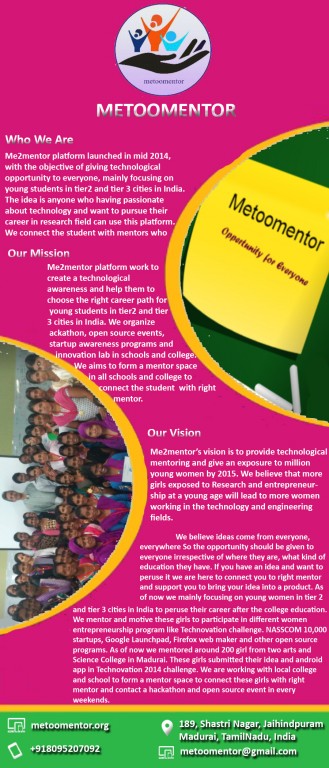 metoomentor
METOOMENTOR
Who We Are
Me2mentor platform launched in mid 2014,
with the objective of giving technological
opportunity to everyone, mainly focusing on
young students in tier2 and tier 3 cities in India.
The idea is anyone who having passionate
about technology and want to pursue their
career in research field can use this platform.
We connect the student with mentors who
Metoomentor
Opportunity for Everyone
Our Mission
Me2mentor platform work to
create a technological
awareness and help them to
choose the right career path for
young students in tier2 and tier
3 cities in India. We organize
ackathon, open source events,
startup awareness programs and
innovation lab in schools and college.
We aims to form a mentor space
in all schools and college to
connect the student with right
mentor.
Our Vision
Me2mentor's vision is to provide technological
mentoring and give an exposure to million
young women by 2015. We believe that more
girls exposed to Research and entrepreneur-
ship at a young age will lead to more women
working in the technology and engineering
fields.
We believe ideas come from everyone,
everywhere So the opportunity should be given to
everyone irrespective of where they are, what kind of
education they have. If you have an idea and want to
peruse it we are here to connect you to right mentor
and support you to bring your idea into a product. As
of now we mainly focusing on young women in tier 2
and tier 3 cities in India to peruse their career after the college education.
We mentor and motive these girls to participate in different women
entrepreneurship program like Technovation challenge. NASSCOM 10,000
startups, Google Launchpad, Firefox web maker and other open source
programs. As of now we mentored around 200 girl from two arts and
Science College in Madurai. These girls submitted their idea and android
app in Technovation 2014 challenge. We are working with local college
and school to form a mentor space to connect these girls with right
mentor and contact a hackathon and open source event in every
weekends.
metoomentor.org
+918095207092
189, Shastri Nagar, Jaihindpuram
Madurai, TamilNadu, India
metoomentor@gmail.com